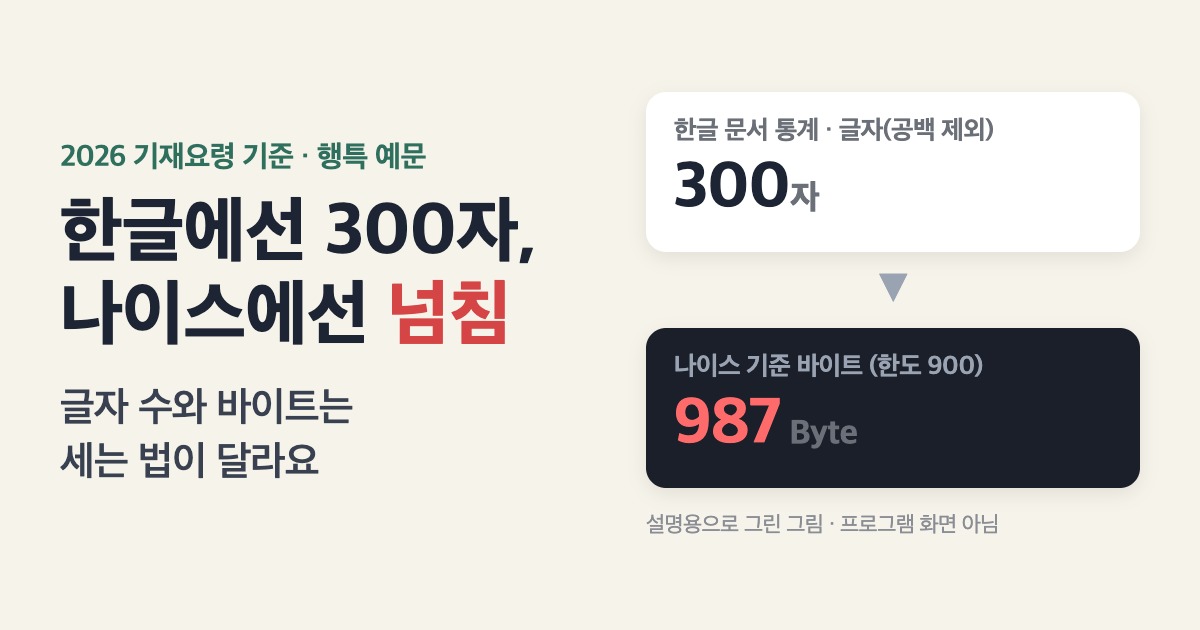 2026 기재요령 기준 · 행특 예문
한글에선 300자,
나이스에선 넘침
글자 수와 바이트는
세는 법이 달라요
한글 문서 통계 · 글자(공백 제외)
300자
나이스 기준 바이트 (한도 900)
987 Byte
설명용으로 그린 그림 · 프로그램 화면 아님